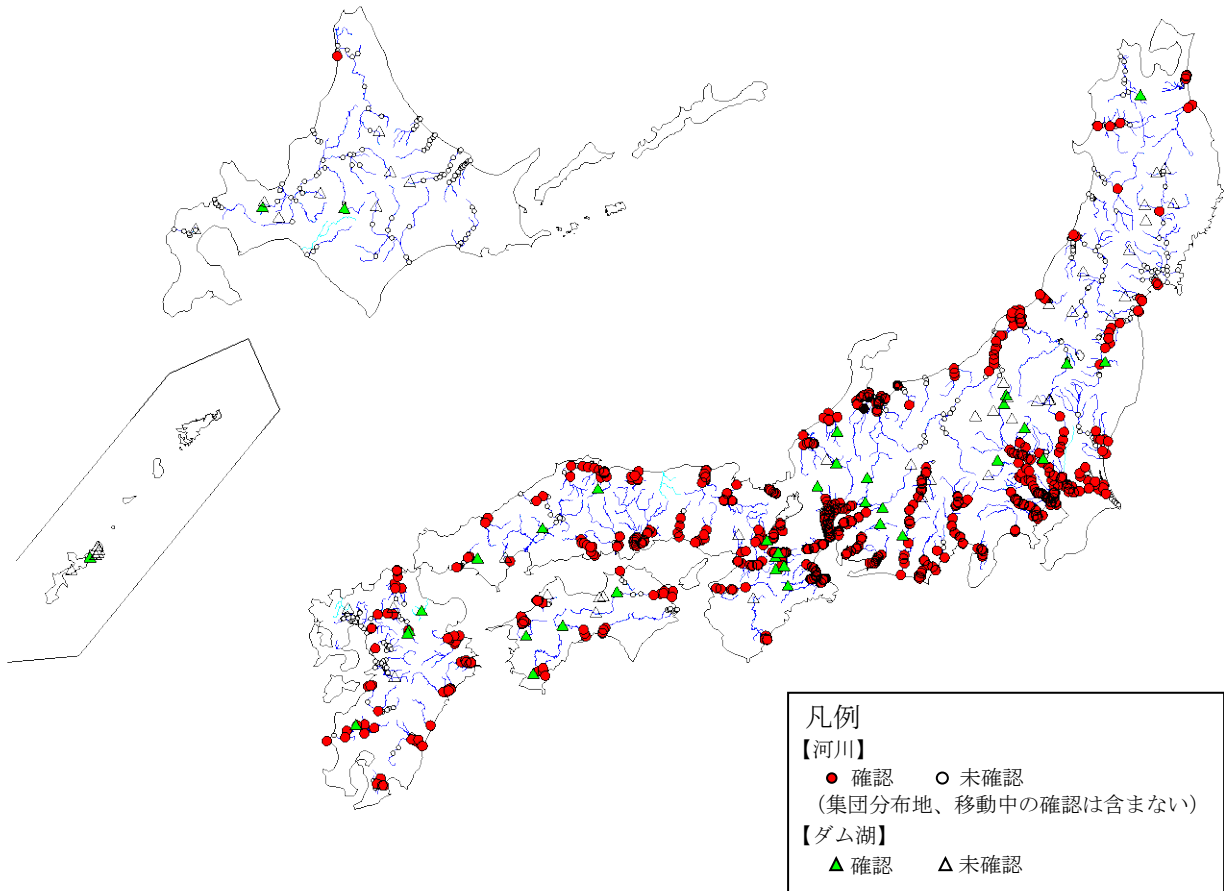 凡例
【河川】
確認 未確認
（集団分布地、移動中の確認は含まない）
【ダム湖】
確認 未確認